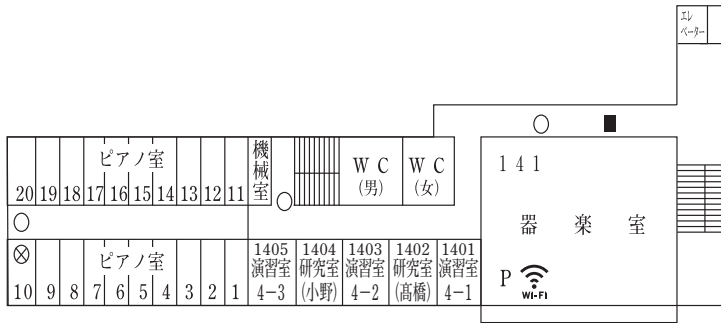 エレ
ベーター
ピアノ室
20 19 18 17 16 15 14 13 12 11
機械室
WC
(男)
WC
(女)
141
器楽室
P
WI-FI
ピアノ室
10 9 8 7 6 5 4 3 2 1
1405
演習室
4-3
1404
研究室
(小野)
1403
演習室
4-2
1402
研究室
(髙橋)
1401
演習室
4-1